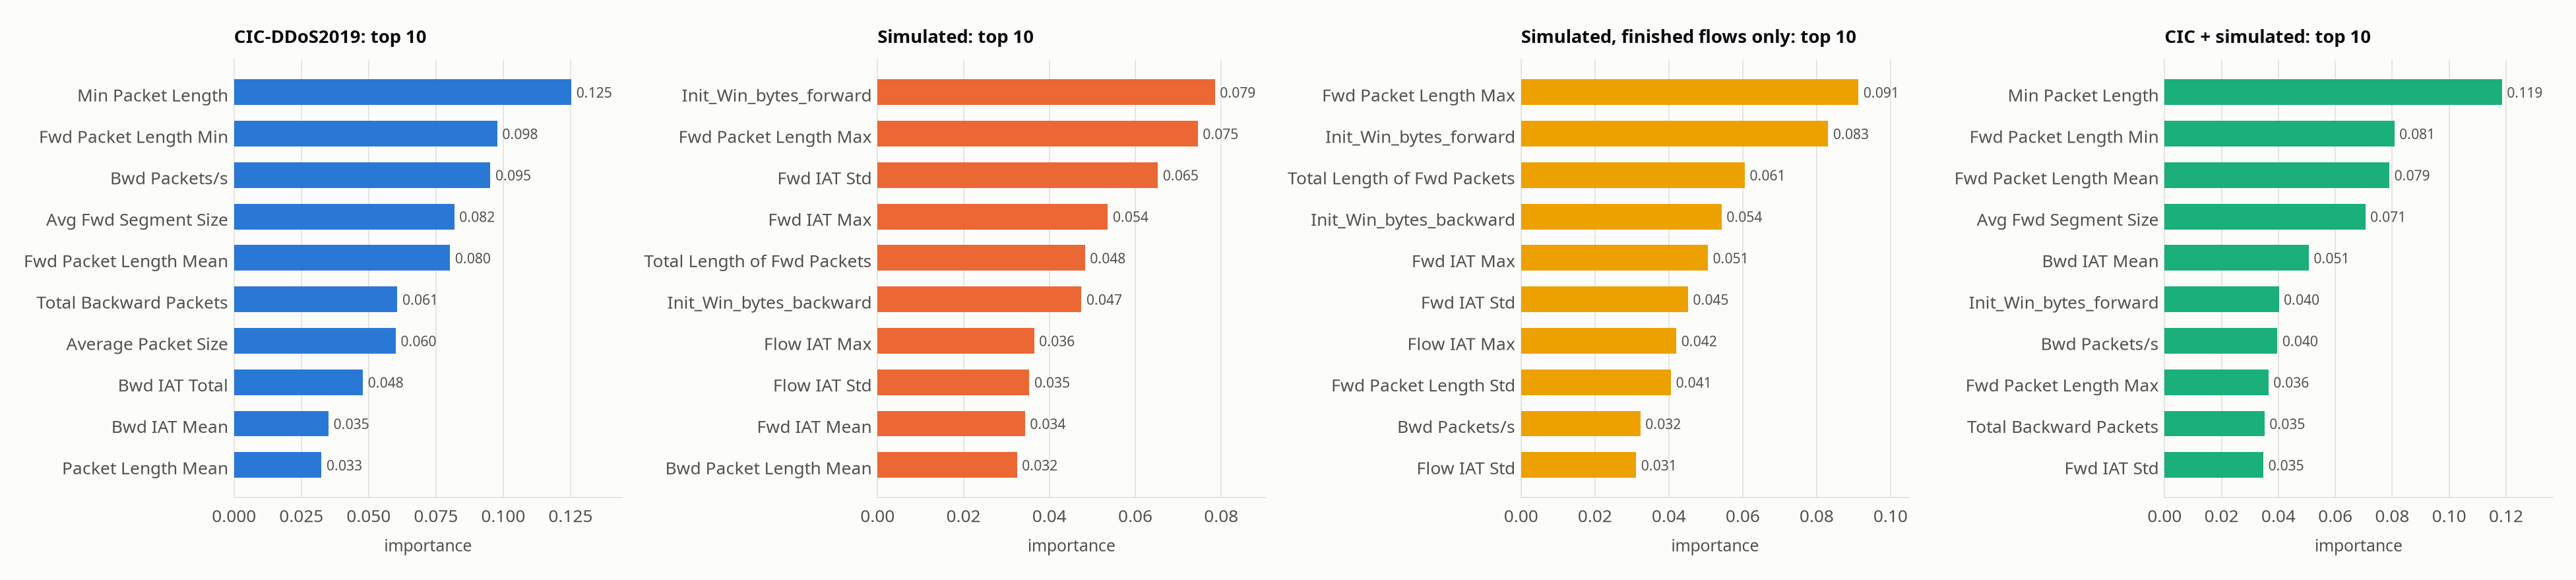 CIC-DDoS2019: top 10
Min Packet Length 0.125
Fwd Packet Length Min 0.098
Bwd Packets/s 0.095
Avg Fwd Segment Size 0.082
Fwd Packet Length Mean 0.080
Total Backward Packets 0.061
Average Packet Size 0.060
Bwd IAT Total 0.048
Bwd IAT Mean 0.035
Packet Length Mean 0.033
0.000 0.025 0.050 0.075 0.100 0.125
importance
Simulated: top 10
Init_Win_bytes_forward 0.079
Fwd Packet Length Max 0.075
Fwd IAT Std 0.065
Fwd IAT Max 0.054
Total Length of Fwd Packets 0.048
Init_Win_bytes_backward 0.047
Flow IAT Max 0.036
Flow IAT Std 0.035
Fwd IAT Mean 0.034
Bwd Packet Length Mean 0.032
0.00 0.02 0.04 0.06 0.08
importance
Simulated, finished flows only: top 10
Fwd Packet Length Max 0.091
Init_Win_bytes_forward 0.083
Total Length of Fwd Packets 0.061
Init_Win_bytes_backward 0.054
Fwd IAT Max 0.051
Fwd IAT Std 0.045
Flow IAT Max 0.042
Fwd Packet Length Std 0.041
Bwd Packets/s 0.032
Flow IAT Std 0.031
0.00 0.02 0.04 0.06 0.08 0.10
importance
CIC + simulated: top 10
Min Packet Length 0.119
Fwd Packet Length Min 0.081
Fwd Packet Length Mean 0.079
Avg Fwd Segment Size 0.071
Bwd IAT Mean 0.051
Init_Win_bytes_forward 0.040
Bwd Packets/s 0.040
Fwd Packet Length Max 0.036
Total Backward Packets 0.035
Fwd IAT Std 0.035
0.00 0.02 0.04 0.06 0.08 0.10 0.12
importance